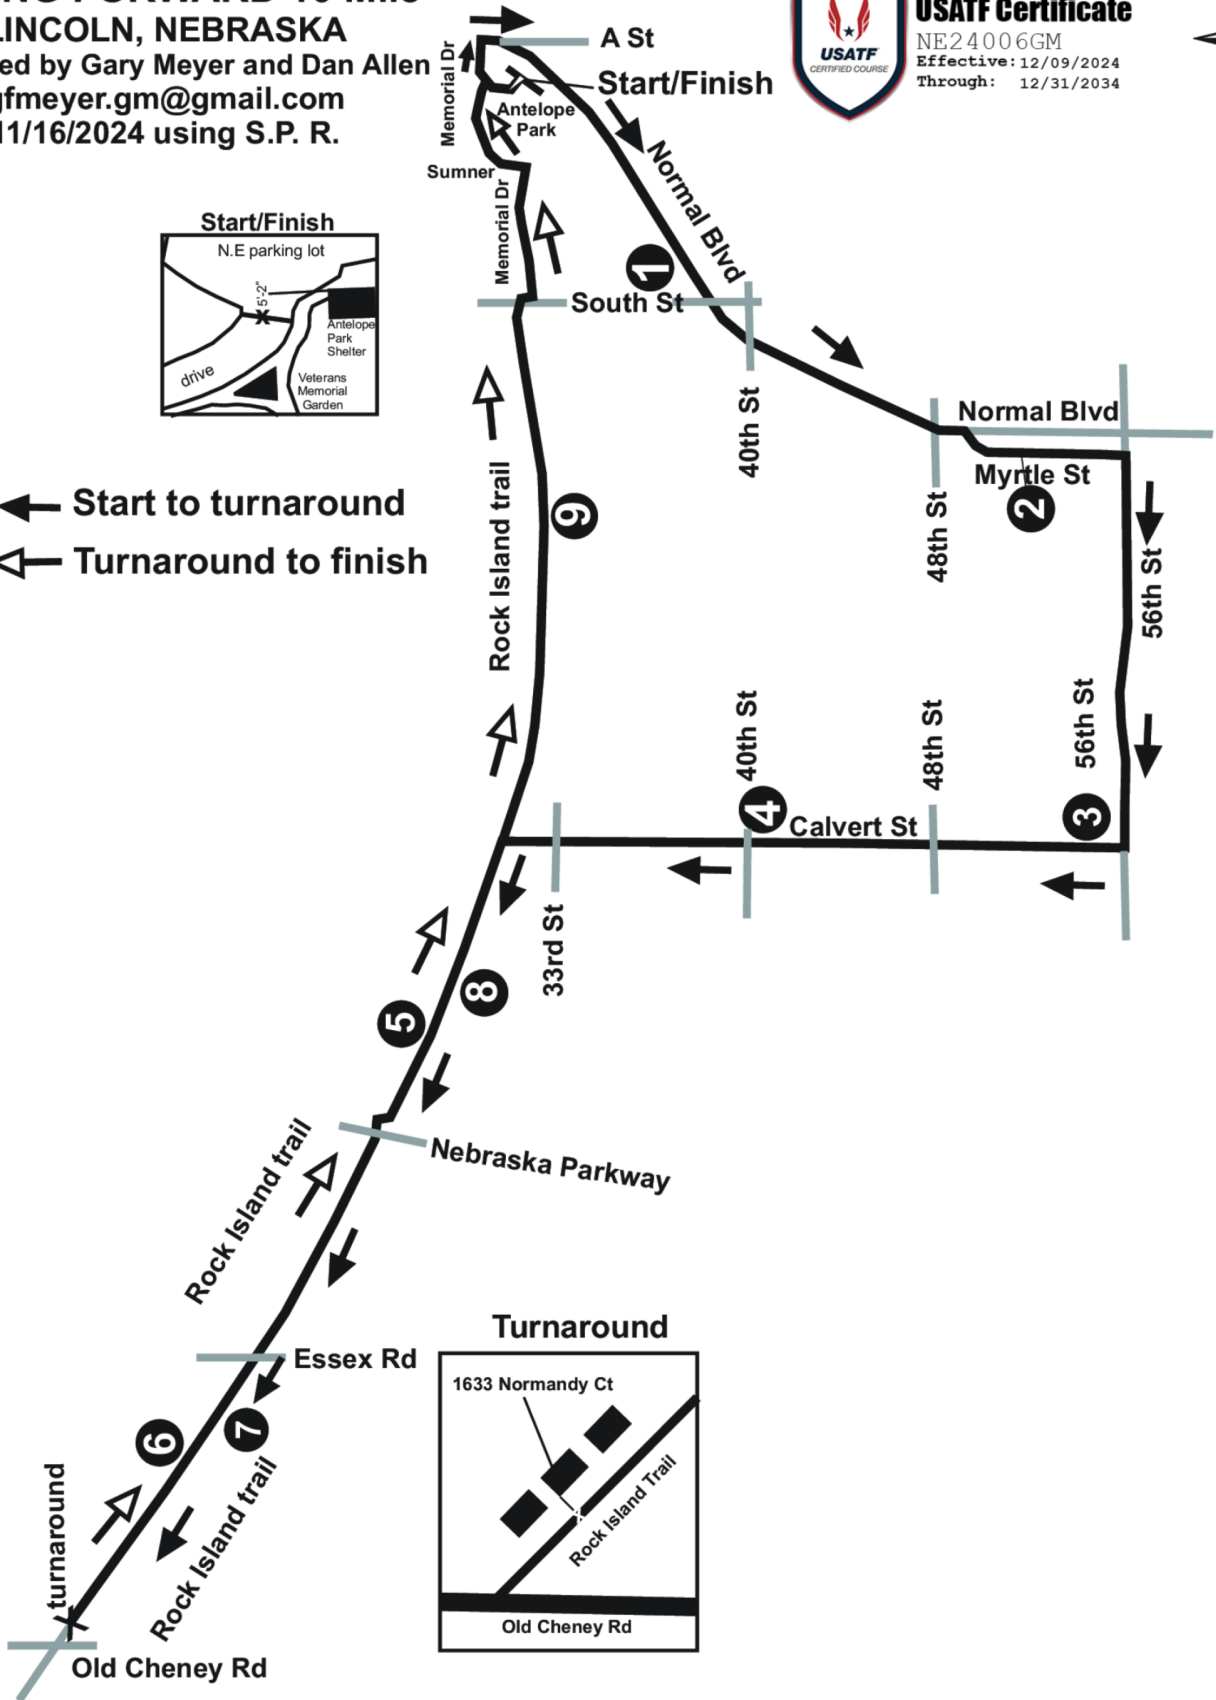 FORWARD 10 Mile
LINCOLN, NEBRASKA
ed by Gary Meyer and Dan Allen
gfmeyer.gm@gmail.com
11/16/2024 using S.P. R.
USATF
CERTIFIED COURSE
USATF Certificate
NE24006GM
Effective: 12/09/2024
Through: 12/31/2034
A St
Start/Finish
Memorial Dr
Antelope
Park
Sumner
Memorial Dr
Normal Blvd
Start/Finish
N.E parking lot
5'-2"
X
Antelope
Park
Shelter
drive
Veterans
Memorial
Garden
1
South St
40th St
Normal Blvd
Myrtle St
2
48th St
56th St
Start to turnaround
Turnaround to finish
Rock Island trail
9
40th St
48th St
56th St
4
Calvert St
3
33rd St
8
5
Nebraska Parkway
Rock Island trail
Essex Rd
6
7
Rock Island trail
turnaround
Old Cheney Rd
Turnaround
1633 Normandy Ct
Rock Island Trail
Old Cheney Rd